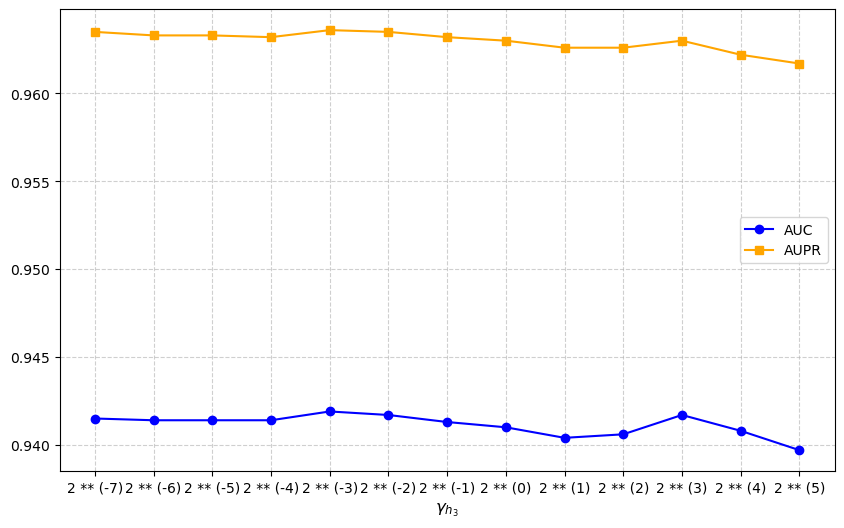 0.960
0.955
0.950
0.945
0.940
AUC
AUPR
2 ** (-7) 2 ** (-6) 2 ** (-5) 2 ** (-4) 2 ** (-3) 2 ** (-2) 2 ** (-1) 2 ** (0) 2 ** (1) 2 ** (2) 2 ** (3) 2 ** (4) 2 ** (5)
γh₃